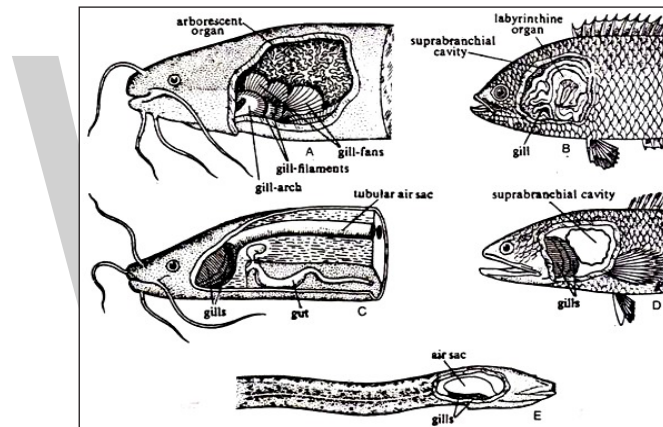 arborescent
organ
labyrinthine
organ
suprabranchial
cavity
gill-fans
gill-filaments
gill-arch
A
gill
B
tubular air sac
gills
gut
C
suprabranchial cavity
gills
D
air sac
gills
E